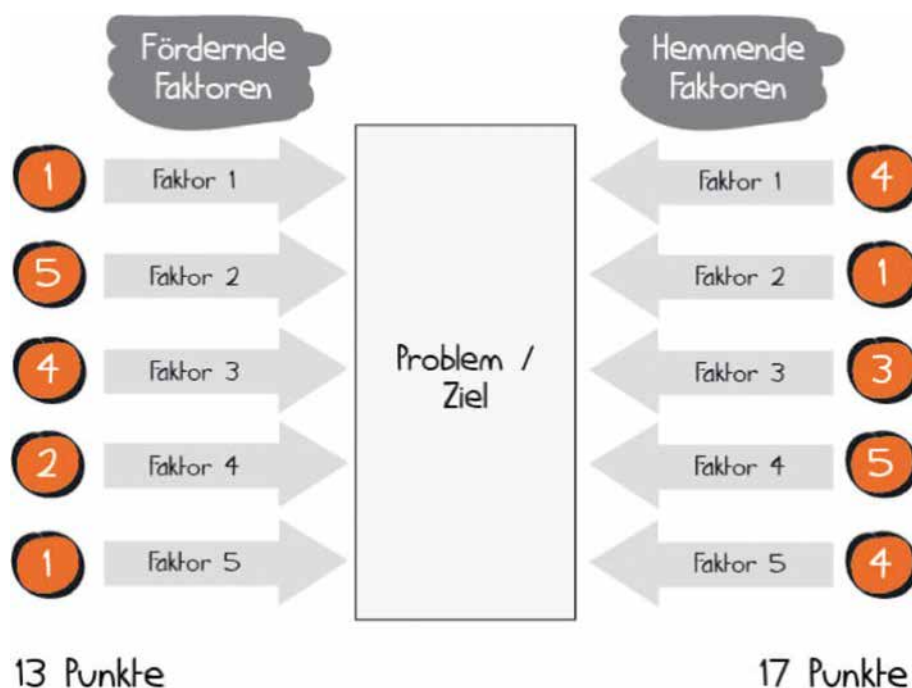 Fördernde
Faktoren
Hemmende
Faktoren
1 Faktor 1 Faktor 1 4
5 Faktor 2 Faktor 2 1
4 Faktor 3 Faktor 3 3
Problem /
Ziel
2 Faktor 4 Faktor 4 5
1 Faktor 5 Faktor 5 4
13 Punkte 17 Punkte